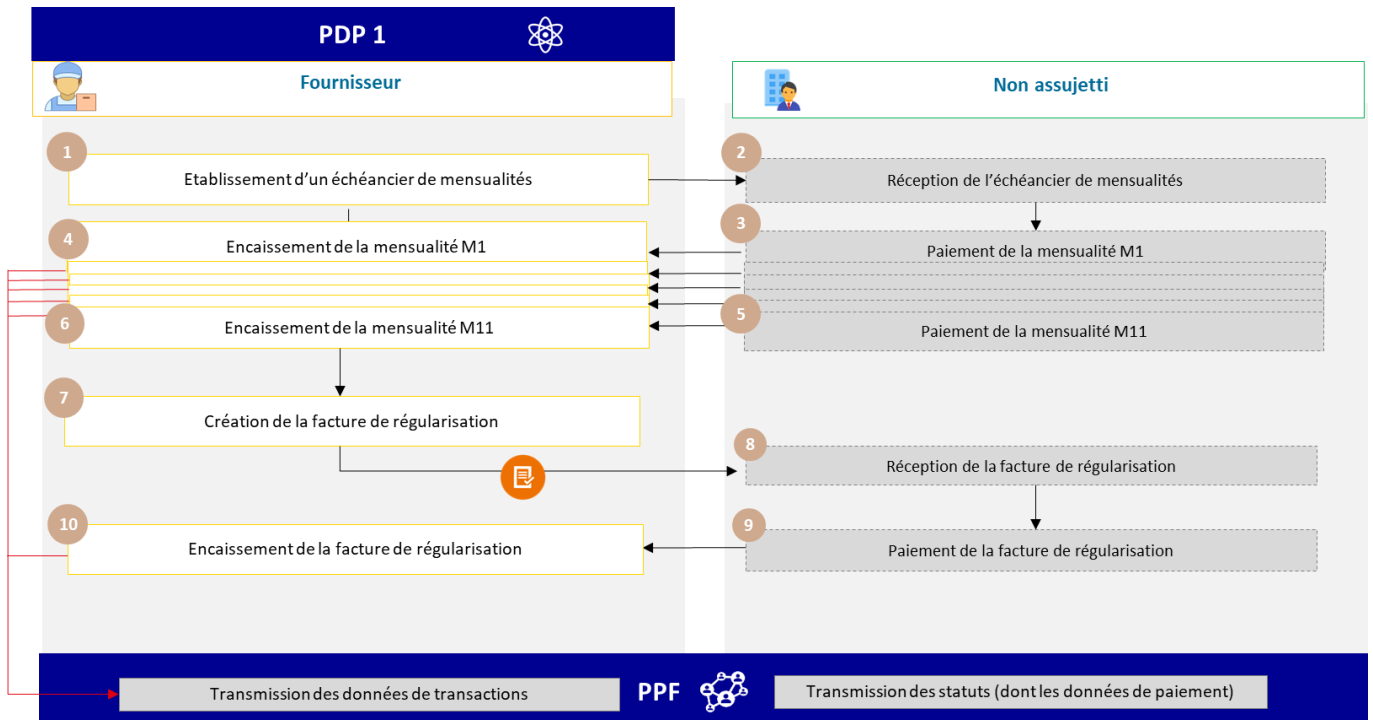 PDP 1
Fournisseur
Non assujetti
1
Etablissement d'un échéancier de mensualités
2
Réception de l'échéancier de mensualités
3
Paiement de la mensualité M1
4
Encaissement de la mensualité M1
5
Paiement de la mensualité M11
6
Encaissement de la mensualité M11
7
Création de la facture de régularisation
8
Réception de la facture de régularisation
9
Paiement de la facture de régularisation
10
Encaissement de la facture de régularisation
Transmission des données de transactions
PPF
Transmission des statuts (dont les données de paiement)